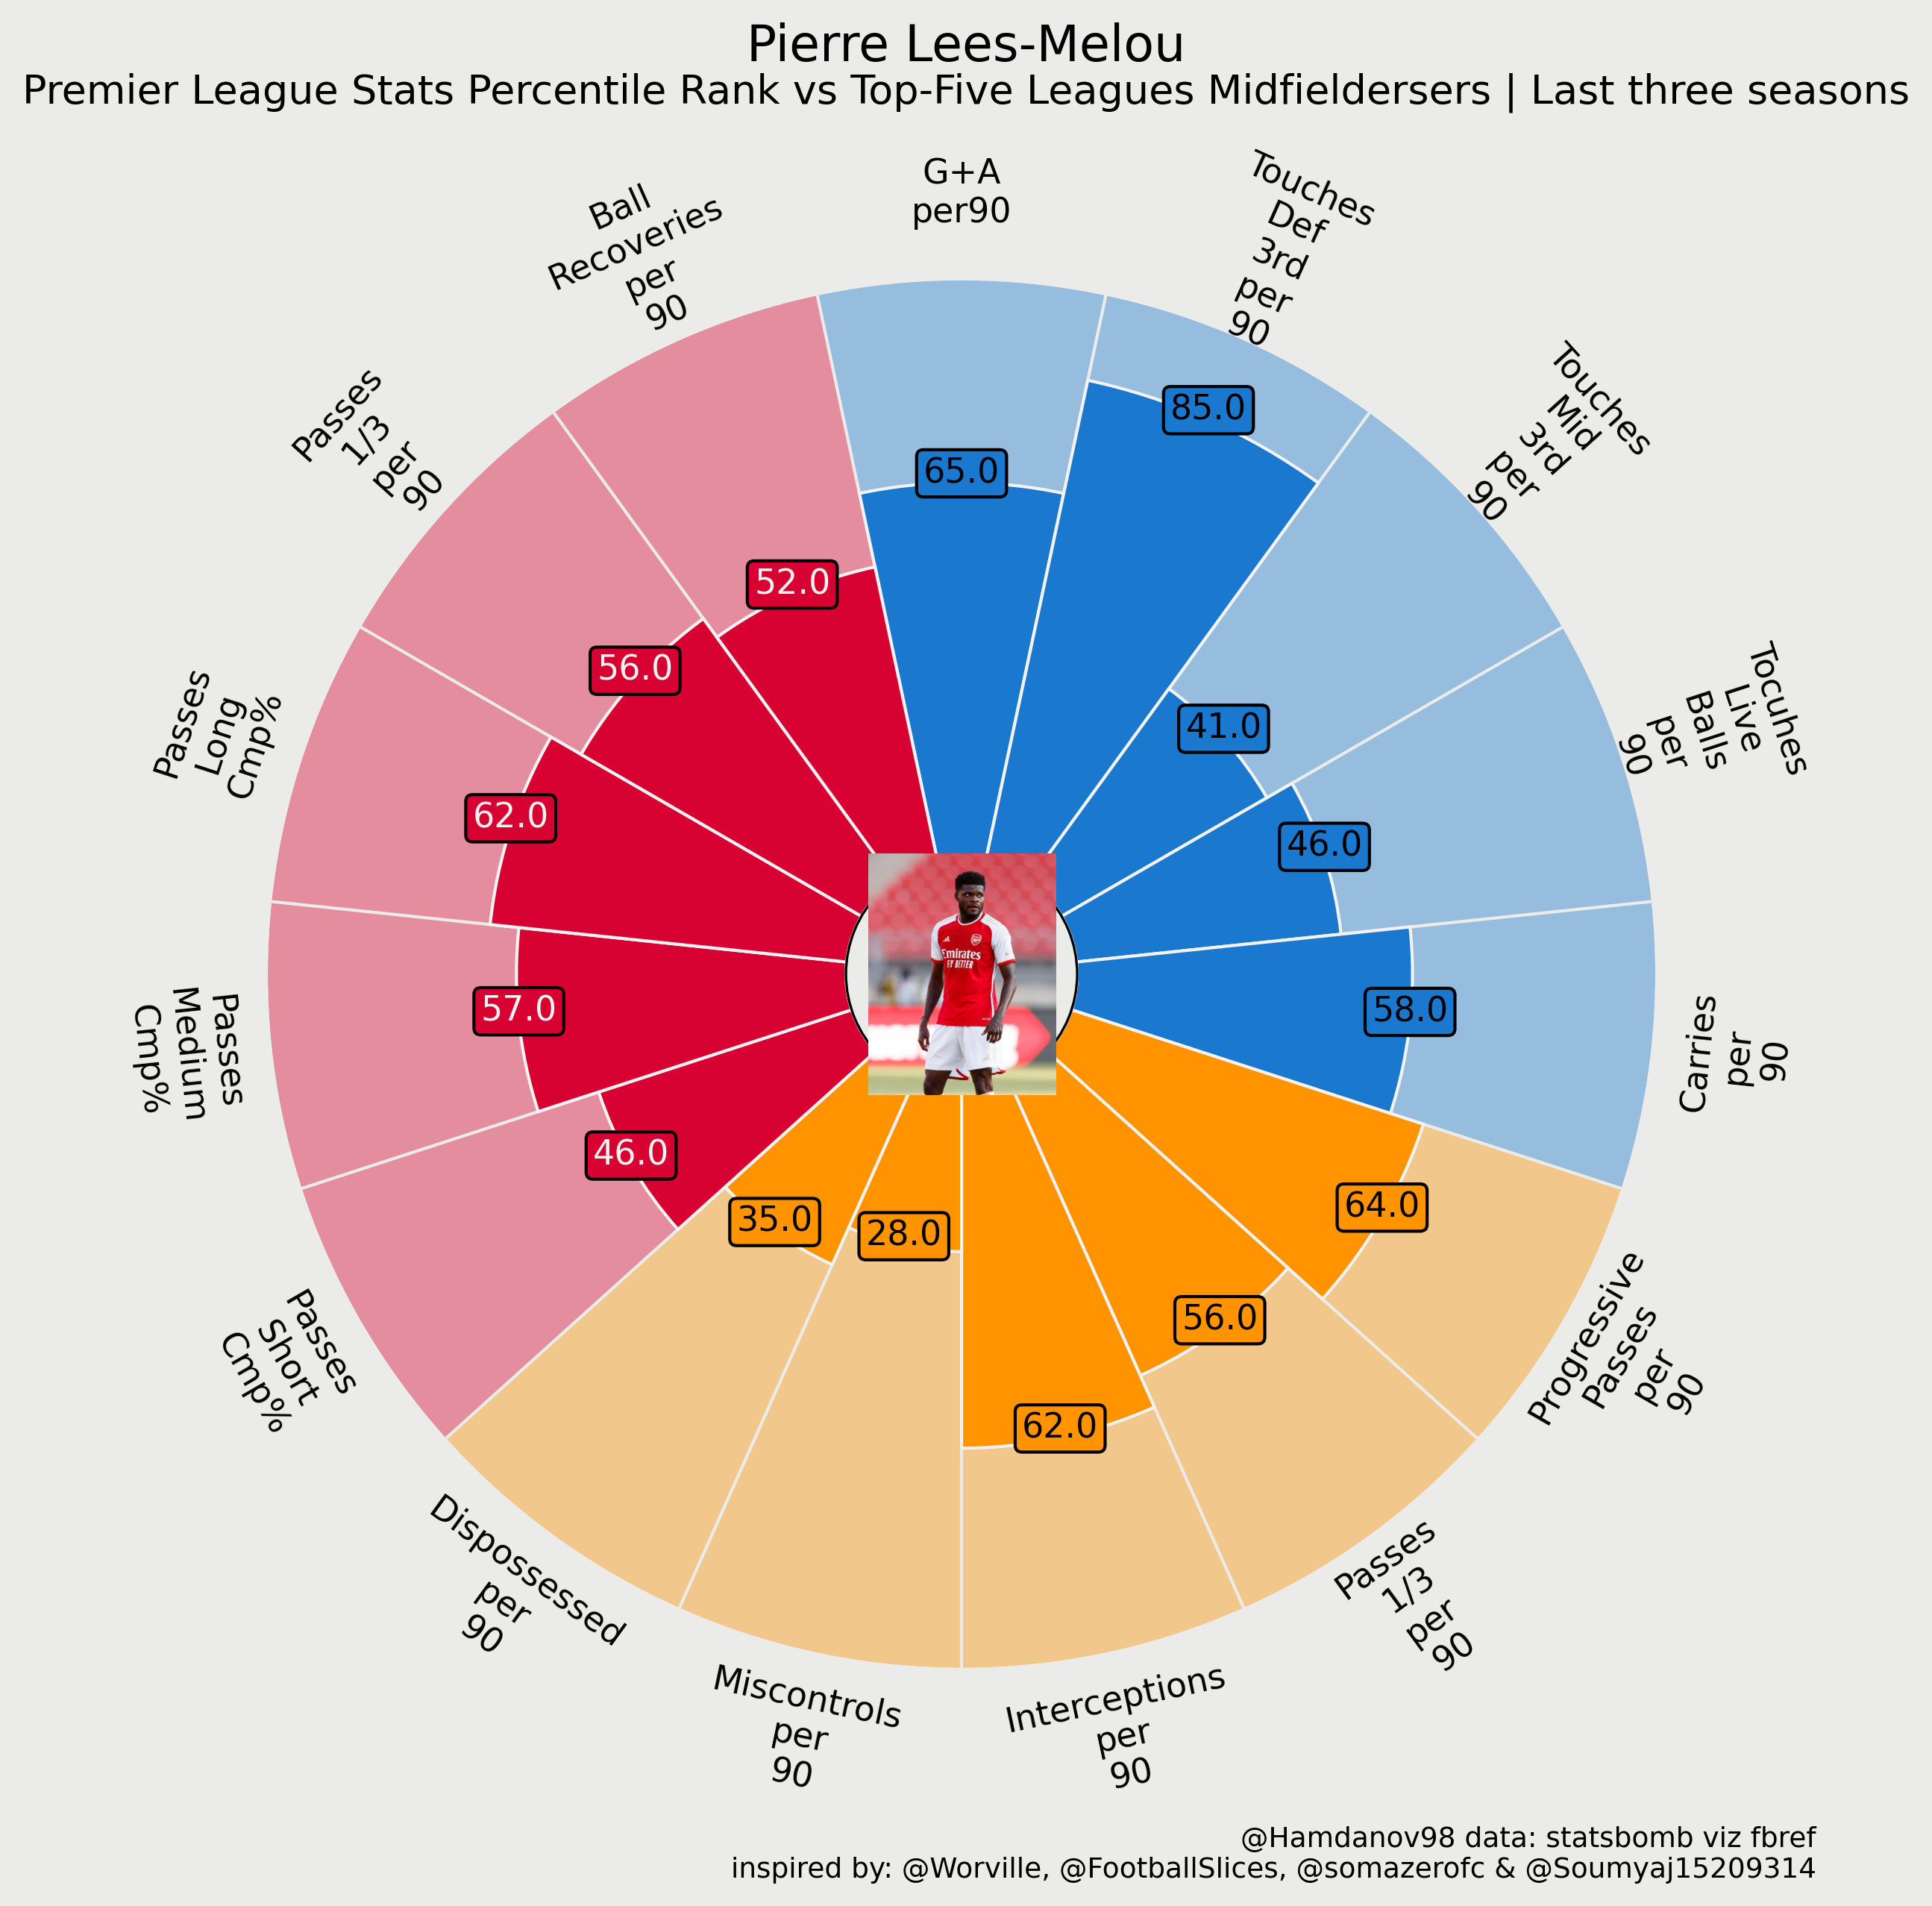 Pierre Lees-Melou
Premier League Stats Percentile Rank vs Top-Five Leagues Midfieldersers | Last three seasons
G+A
per90
Touches
Def
3rd
per
90
Touches
Mid
3rd
per
90
Tocuhes
Live
Balls
per
90
Carries
per
90
Progressive
Passes
per
90
Passes
1/3
per
90
Interceptions
per
90
Miscontrols
per
90
Dispossessed
per
90
Passes
Short
Cmp%
Passes
Medium
Cmp%
Passes
Long
Cmp%
Passes
1/3
per
90
Ball
Recoveries
per
90
65.0
85.0
41.0
46.0
58.0
64.0
56.0
62.0
28.0
35.0
46.0
57.0
62.0
56.0
52.0
Emirates
FLY BETTER
@Hamdanov98 data: statsbomb viz fbref
inspired by: @Worville, @FootballSlices, @somazerofc & @Soumyaj15209314